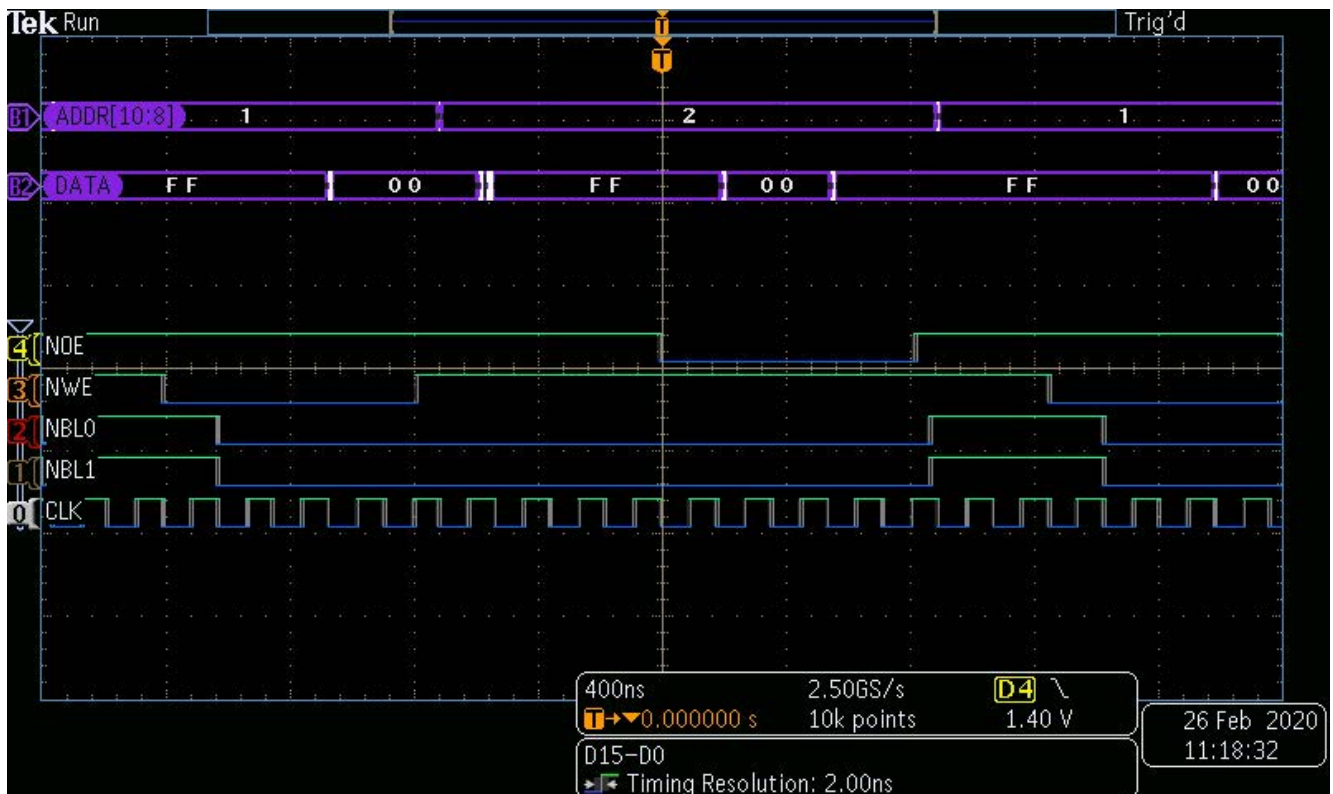 Tek Run Trig'd
T
T
B1 ADDR[10:8] 1 2 1
B2 DATA FF 00 FF 00 FF 00
4 NOE
3 NWE
2 NBL0
1 NBL1
0 CLK
400ns 2.50GS/s D4 \
T→▼0.000000 s 10k points 1.40 V
D15-D0
Timing Resolution: 2.00ns
26 Feb 2020
11:18:32